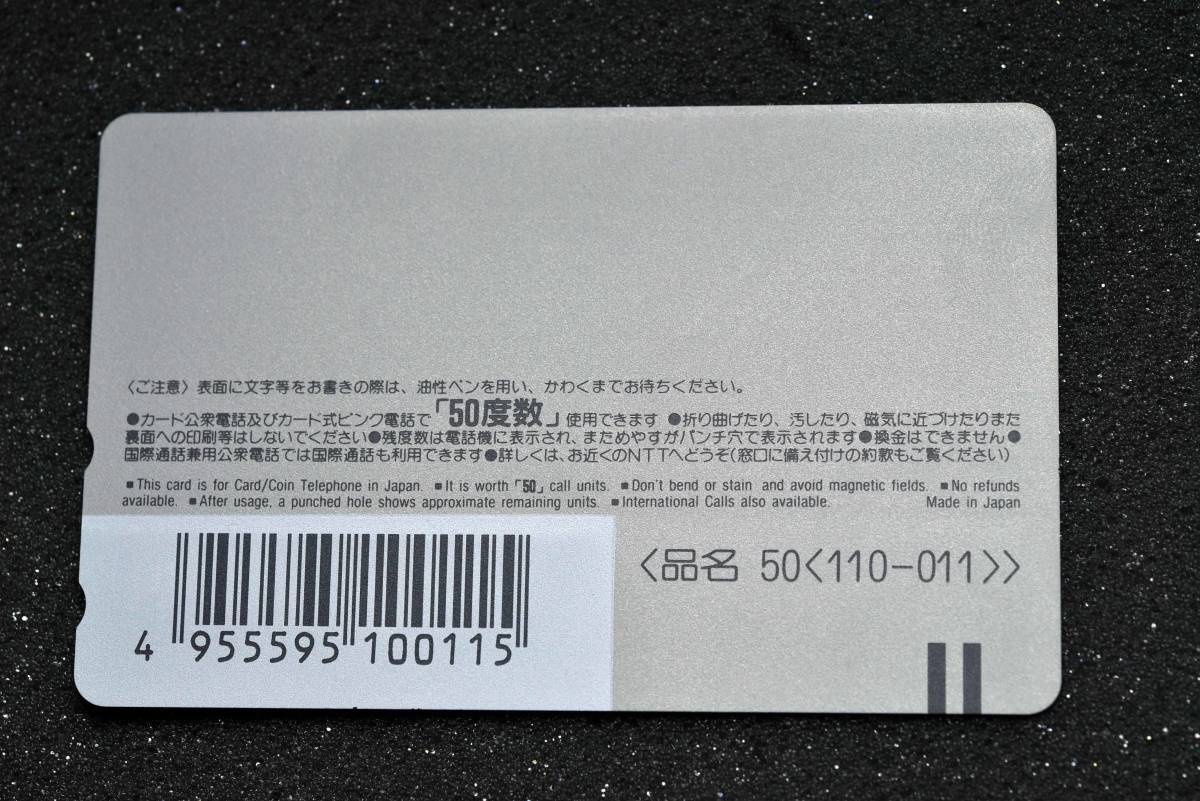 〈ご注意〉表面に文字等をお書きの際は、油性ペンを用い、かわくまでお待ちください。
●カード公衆電話及びカード式ピンク電話で「50度数」使用できます ●折り曲げたり、汚したり、磁気に近づけたりまた
裏面への印刷等はしないでください●残度数は電話機に表示され、まためやすがパンチ穴で表示されます●換金はできません●
国際通話兼用公衆電話では国際通話も利用できます●詳しくは、お近くのNTTへどうぞ(窓口に備え付けの約款もご覧ください)
■This card is for Card/Coin Telephone in Japan. ■It is worth「50」call units. ■Don't bend or stain and avoid magnetic fields. ■No refunds
available. ■After usage, a punched hole shows approximate remaining units. ■International Calls also available. Made in Japan
〈品名 50〈110-011〉〉
4 955595 100115